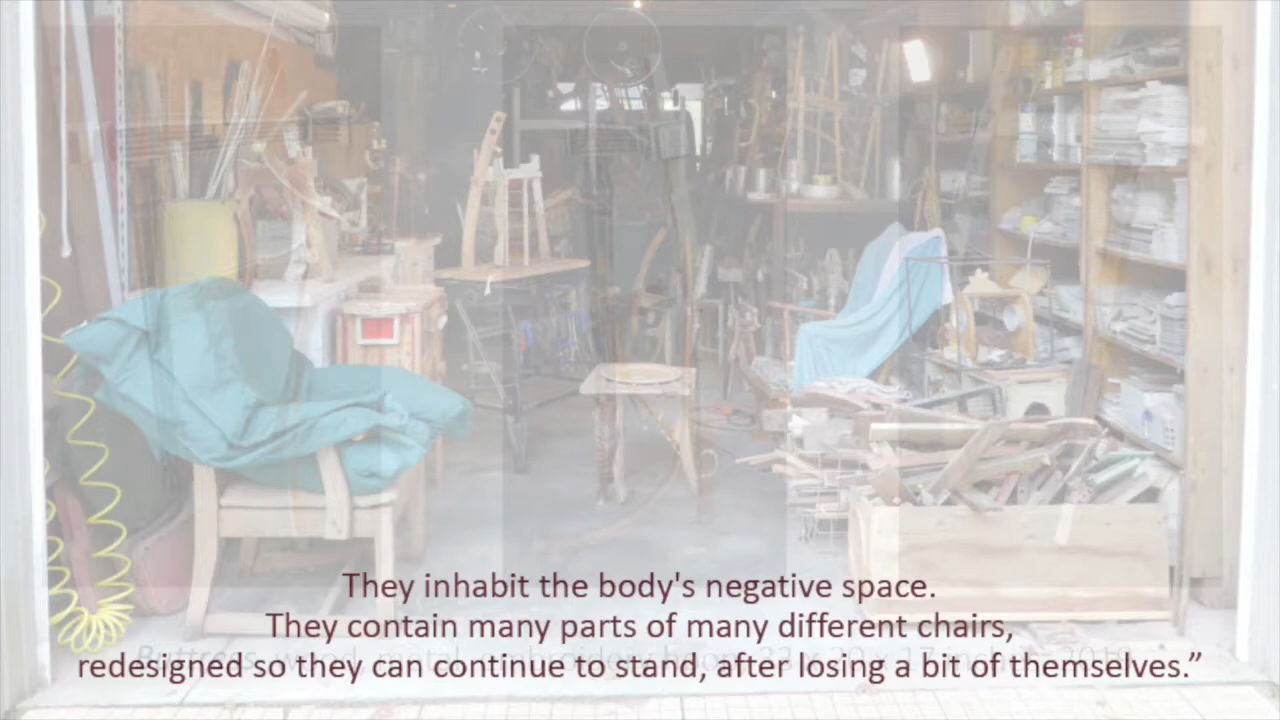 They inhabit the body's negative space.
They contain many parts of many different chairs,
redesigned so they can continue to stand, after losing a bit of themselves.”